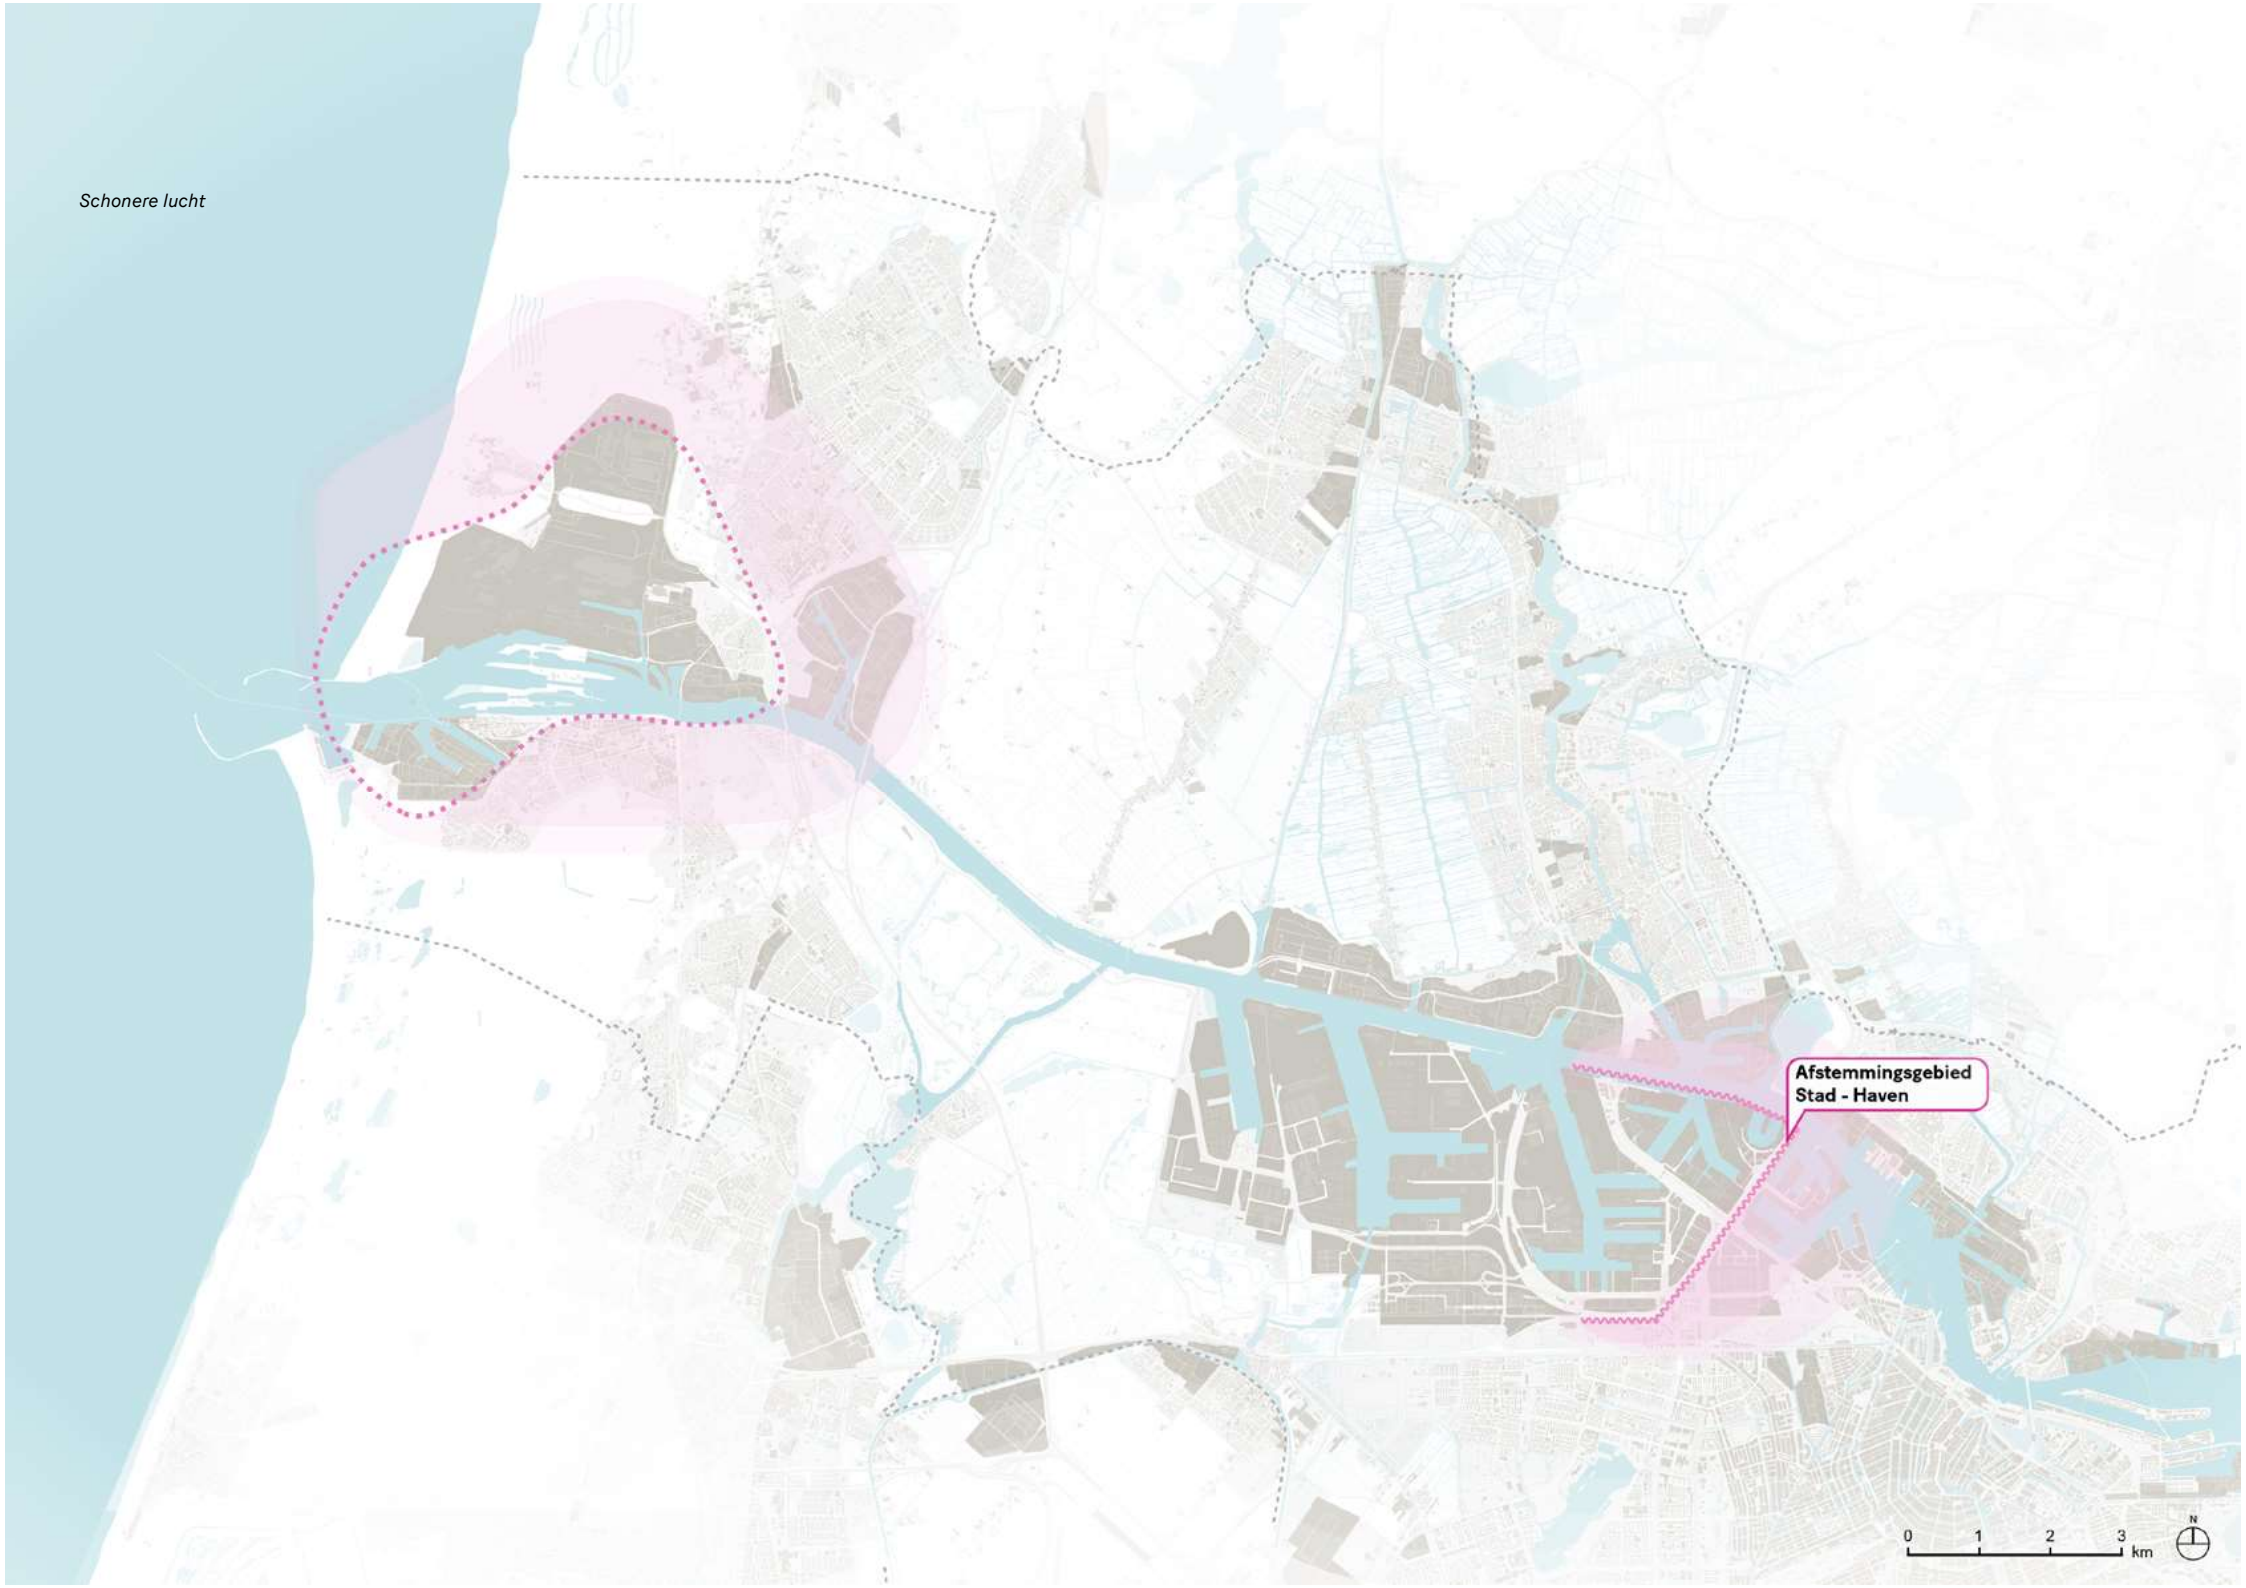 Schonere lucht
Afstemmingsgebied
Stad - Haven
N
0 1 2 3
km